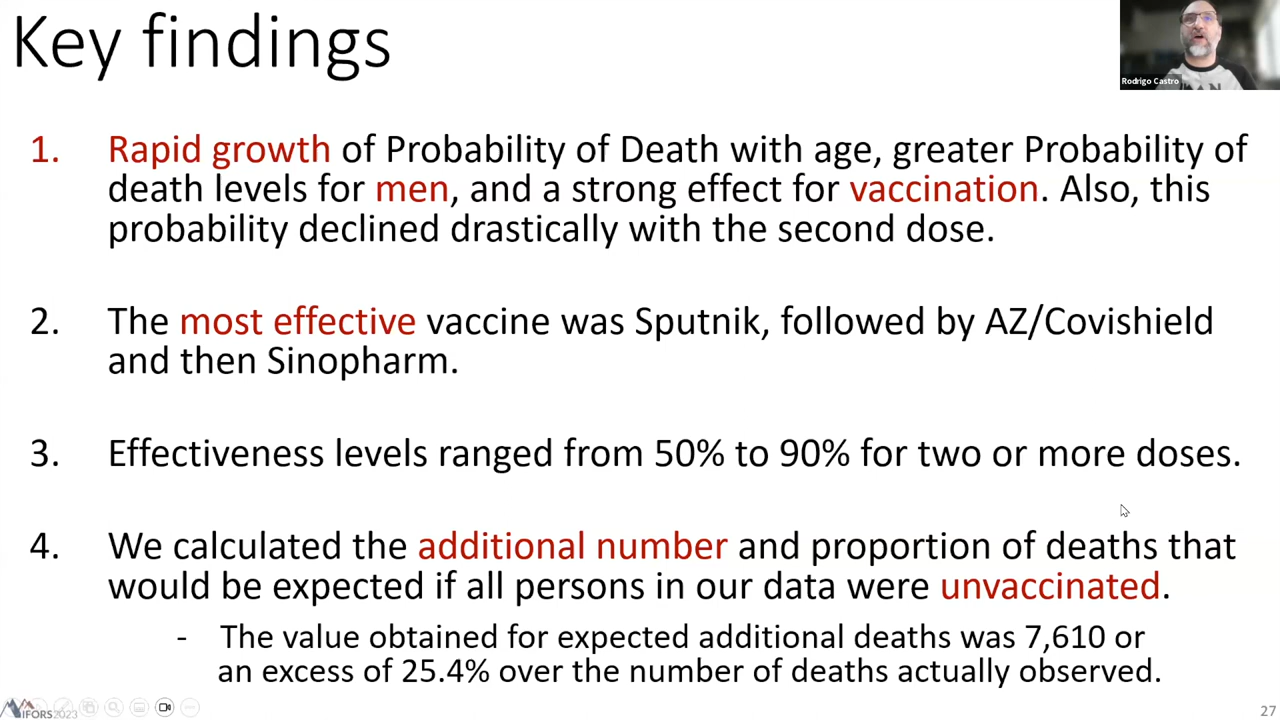 Key findings
Rodrigo Castro
1. Rapid growth of Probability of Death with age, greater Probability of
death levels for men, and a strong effect for vaccination. Also, this
probability declined drastically with the second dose.
2. The most effective vaccine was Sputnik, followed by AZ/Covishield
and then Sinopharm.
3. Effectiveness levels ranged from 50% to 90% for two or more doses.
4. We calculated the additional number and proportion of deaths that
would be expected if all persons in our data were unvaccinated.
- The value obtained for expected additional deaths was 7,610 or
an excess of 25.4% over the number of deaths actually observed.
IFORS2023
27